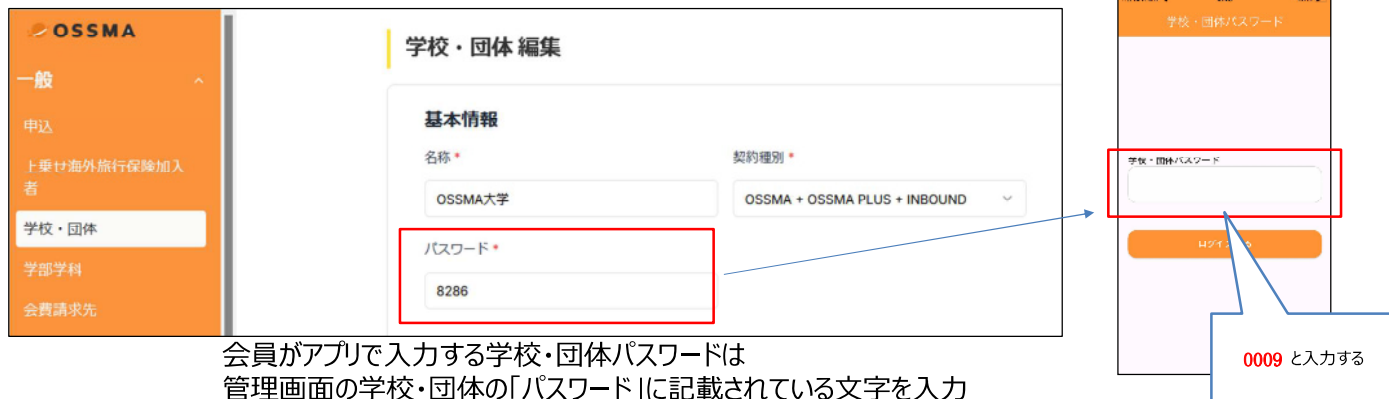 OSSMA
一般
申込
上乗せ海外旅行保険加入
者
学校・団体
学部学科
会費請求先
学校・団体 編集
基本情報
名称 *
契約種別 *
OSSMA大学
OSSMA + OSSMA PLUS + INBOUND
パスワード *
8286
会員がアプリで入力する学校・団体パスワードは
管理画面の学校・団体の「パスワード」に記載されている文字を入力
学校・団体パスワード
学校・団体パスワード
0009 と入力する